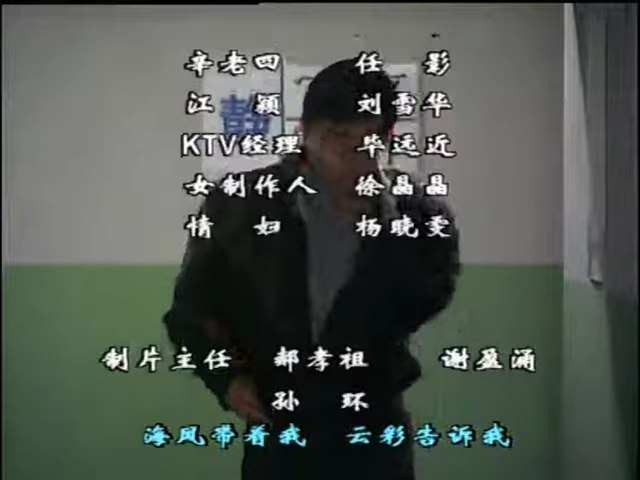 辛老四 任影
江颖 刘雪华
KTV经理 毕远近
女制作人 徐晶晶
情妇 杨晓雯
制片主任 郝孝祖 谢盈涌
孙环
海风带着我 云彩告诉我